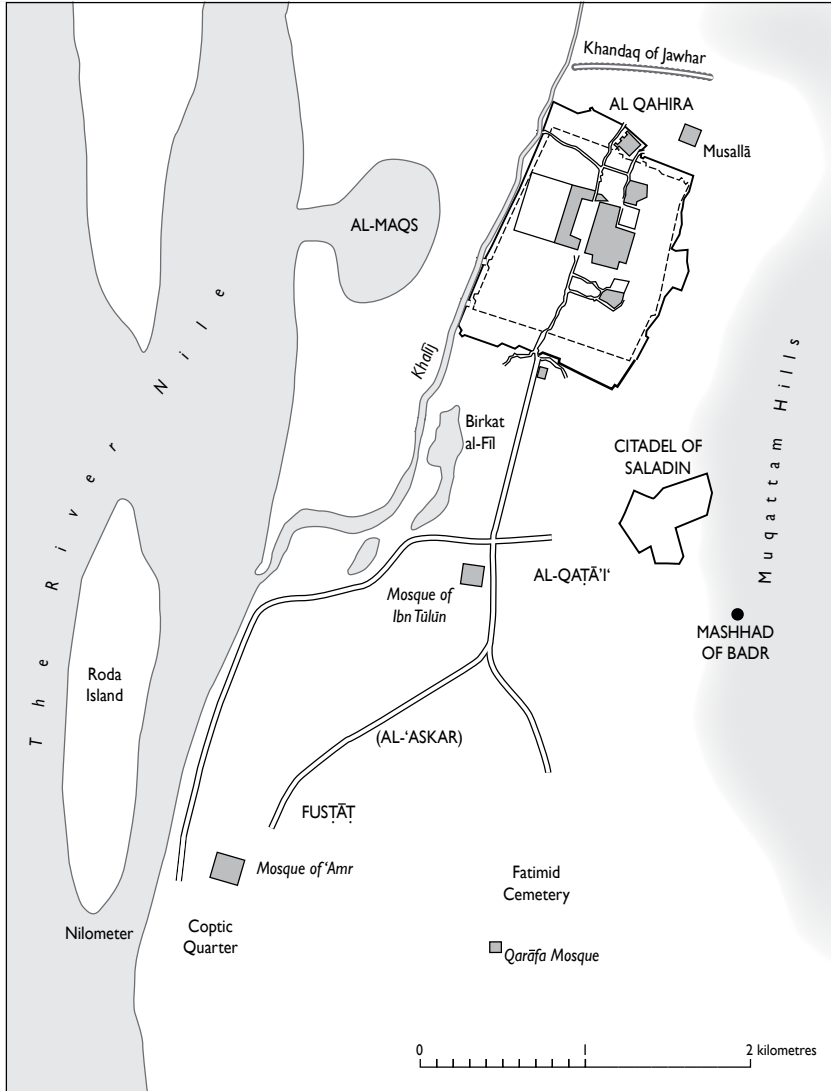 Khandaq of Jawhar
AL QAHIRA
Musallā
AL-MAQS
The River Nile
Khalīj
Birkat
al-Fīl
CITADEL OF
SALADIN
Muqattam Hills
Mosque of
Ibn Tūlūn
AL-QAṬĀ'I‘
MASHHAD
OF BADR
Roda
Island
(AL-‘ASKAR)
FUSṬĀṬ
Mosque of ‘Amr
Fatimid
Cemetery
Nilometer
Coptic
Quarter
Qarāfa Mosque
0 1 2 kilometres